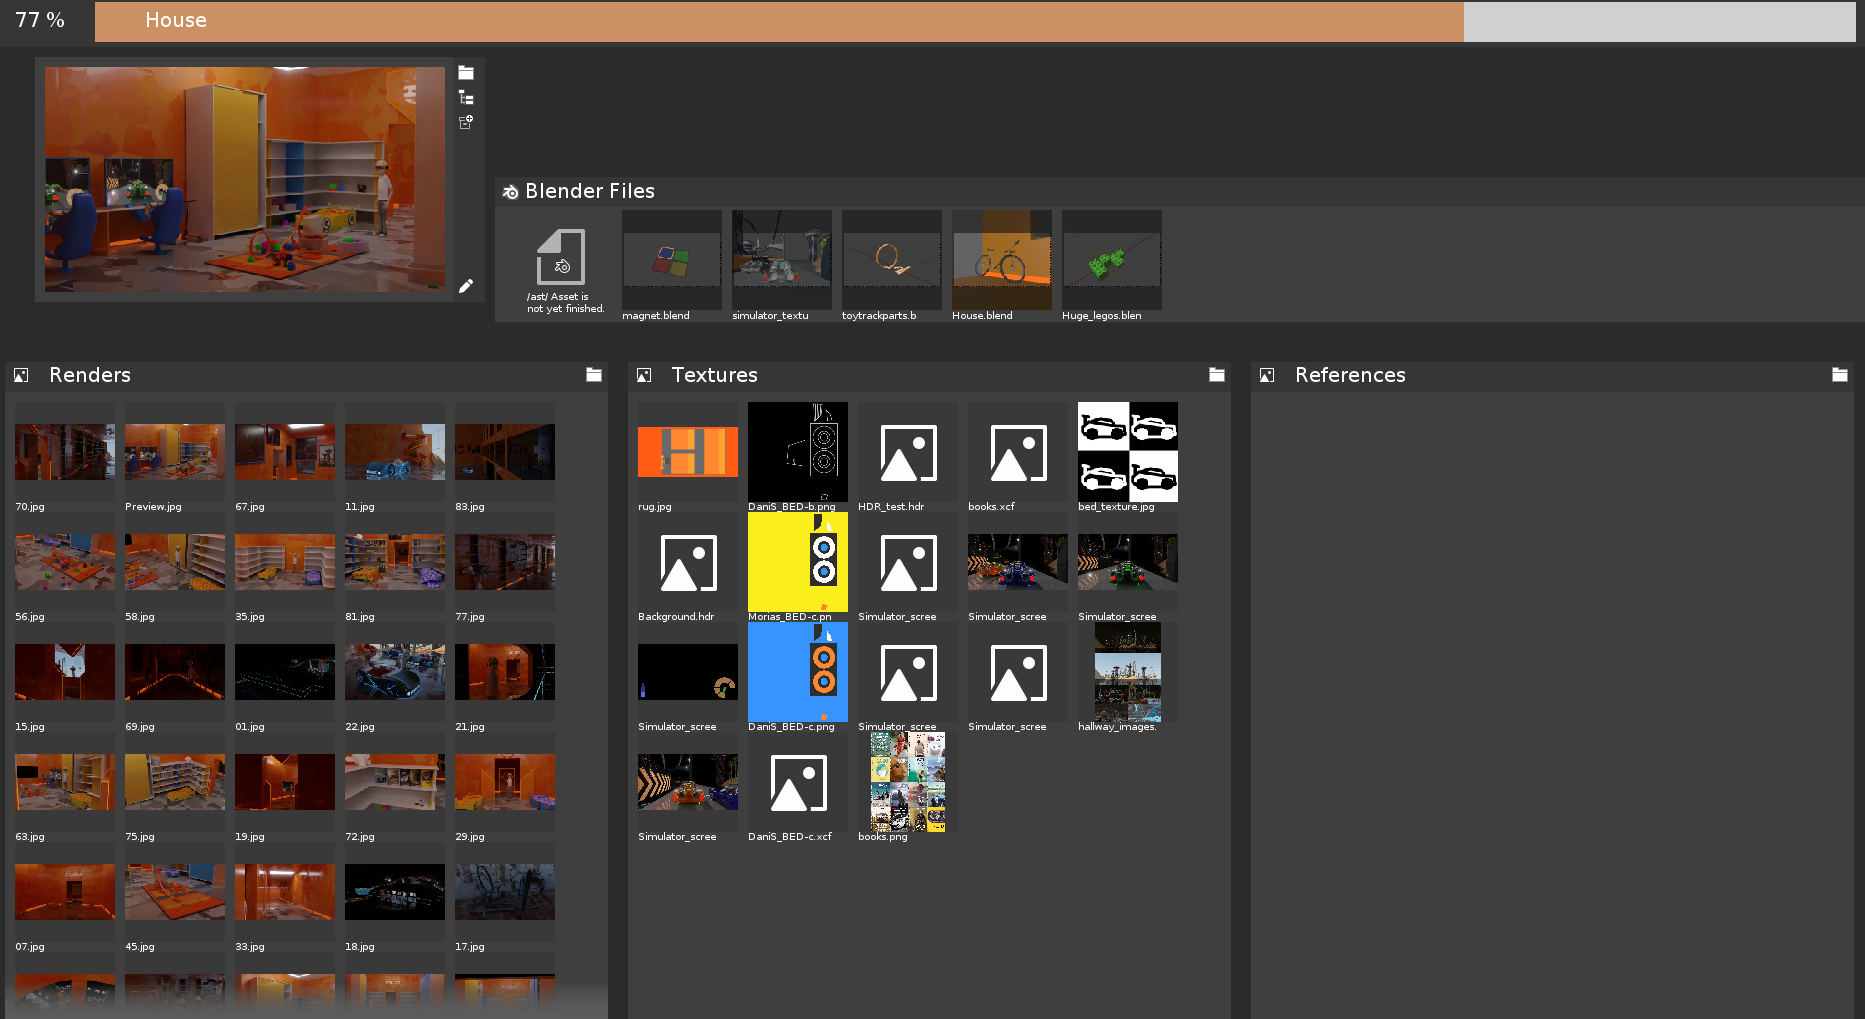 77 %
House
Blender Files
/ast/ Asset is
not yet finished.
magnet.blend
simulator_textu
toytrackparts.b
House.blend
Huge_legos.blen
Renders
Textures
References
70.jpg
Preview.jpg
67.jpg
11.jpg
83.jpg
56.jpg
58.jpg
35.jpg
81.jpg
77.jpg
15.jpg
69.jpg
01.jpg
22.jpg
21.jpg
63.jpg
75.jpg
19.jpg
72.jpg
29.jpg
07.jpg
45.jpg
33.jpg
18.jpg
17.jpg
rug.jpg
DaniS_BED-b.png
HDR_test.hdr
books.xcf
bed_texture.jpg
Background.hdr
Morias_BED-c.pn
Simulator_scree
Simulator_scree
Simulator_scree
Simulator_scree
DaniS_BED-c.png
Simulator_scree
Simulator_scree
hallway_images.
Simulator_scree
DaniS_BED-c.xcf
books.png